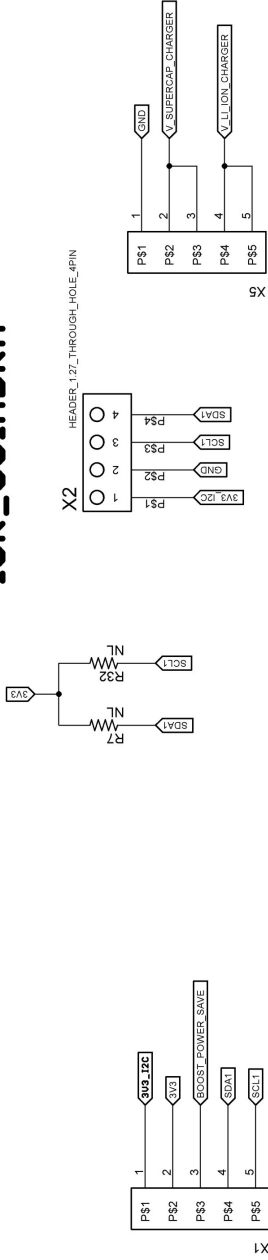 GND
V_SUPERCAP_CHARGER
V_LI_ION_CHARGER
1
2
3
4
5
P$1
P$2
P$3
P$4
P$5
X5
HEADER_1.27_THROUGH_HOLE_4PIN
X2
1
2
3
4
P$1
P$2
P$3
P$4
3V3_I2C
GND
SCL1
SDA1
3V3
R7
NL
R32
NL
SDA1
SCL1
3V3_I2C
3V3
BOOST_POWER_SAVE
SDA1
SCL1
1
2
3
4
5
P$1
P$2
P$3
P$4
P$5
X1